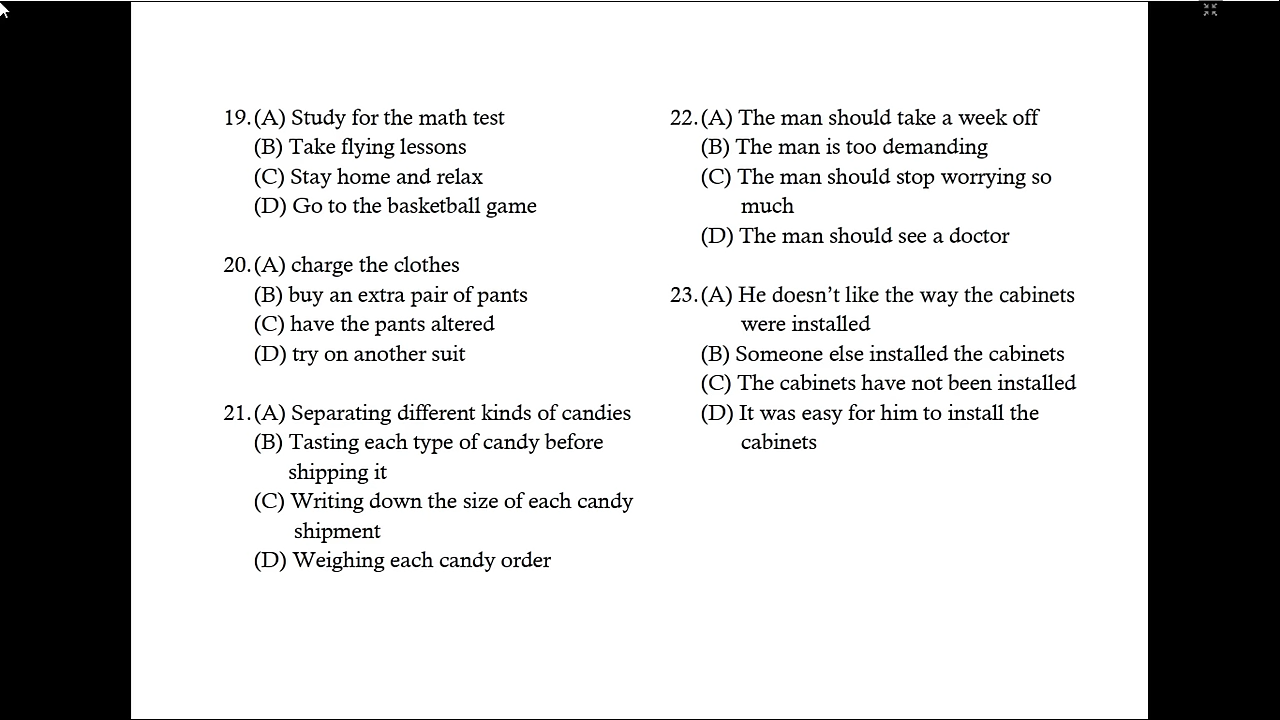 19.(A) Study for the math test
(B) Take flying lessons
(C) Stay home and relax
(D) Go to the basketball game
20.(A) charge the clothes
(B) buy an extra pair of pants
(C) have the pants altered
(D) try on another suit
21.(A) Separating different kinds of candies
(B) Tasting each type of candy before
shipping it
(C) Writing down the size of each candy
shipment
(D) Weighing each candy order
22.(A) The man should take a week off
(B) The man is too demanding
(C) The man should stop worrying so
much
(D) The man should see a doctor
23.(A) He doesn’t like the way the cabinets
were installed
(B) Someone else installed the cabinets
(C) The cabinets have not been installed
(D) It was easy for him to install the
cabinets